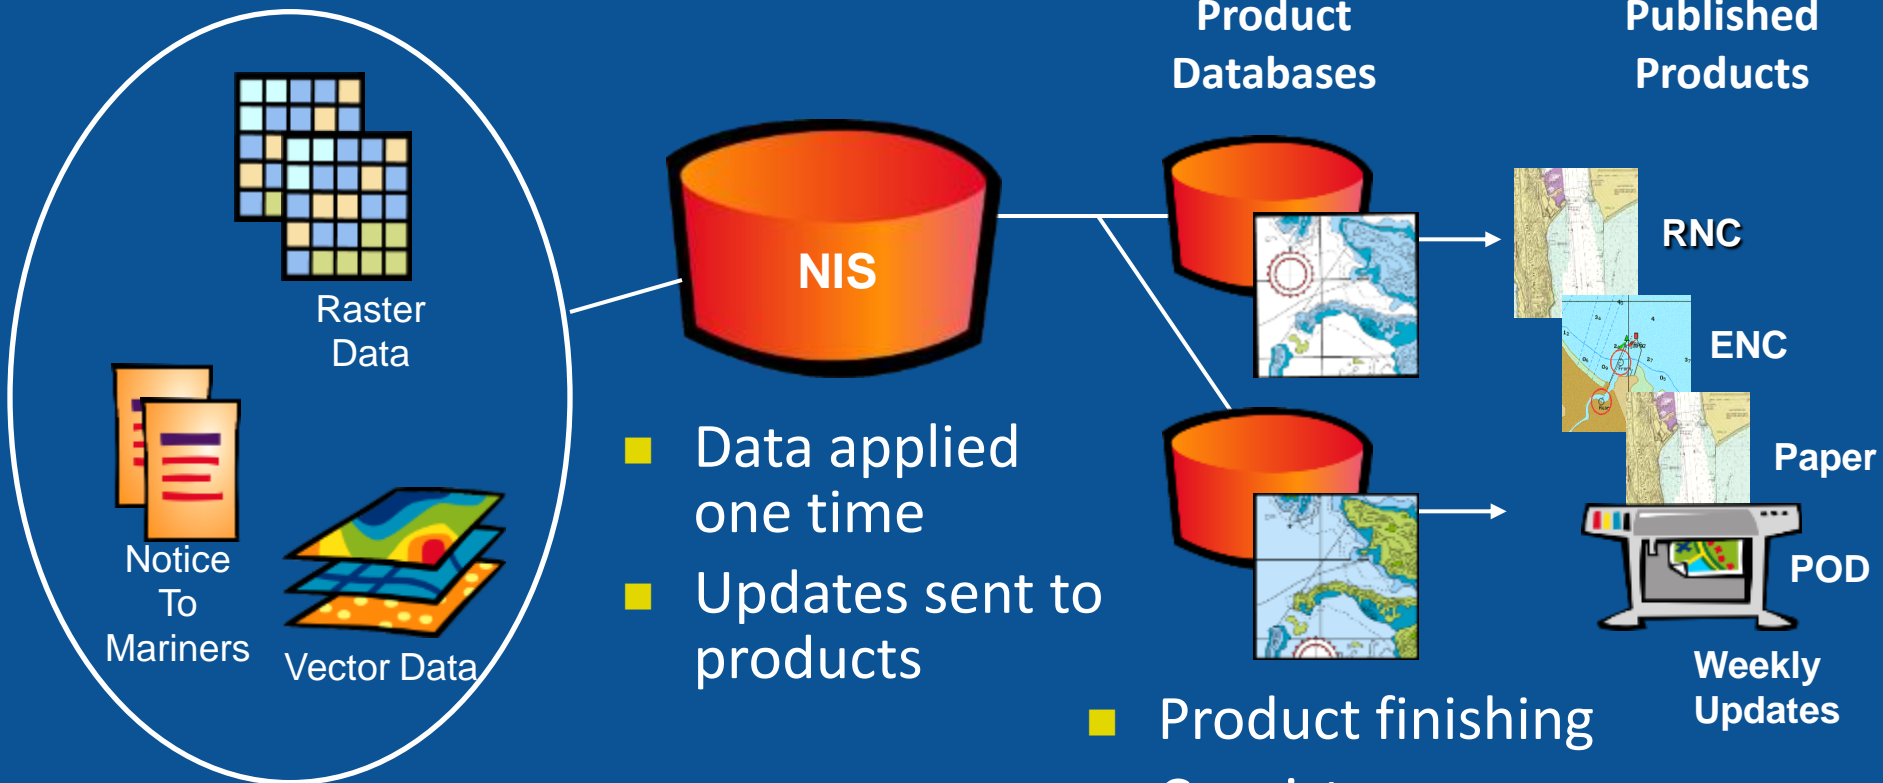 Product
Databases
Published
Products
Raster
Data
Notice
To
Mariners
Vector Data
NIS
Data applied
one time
Updates sent to
products
RNC
ENC
Paper
POD
Weekly
Updates
Product finishing